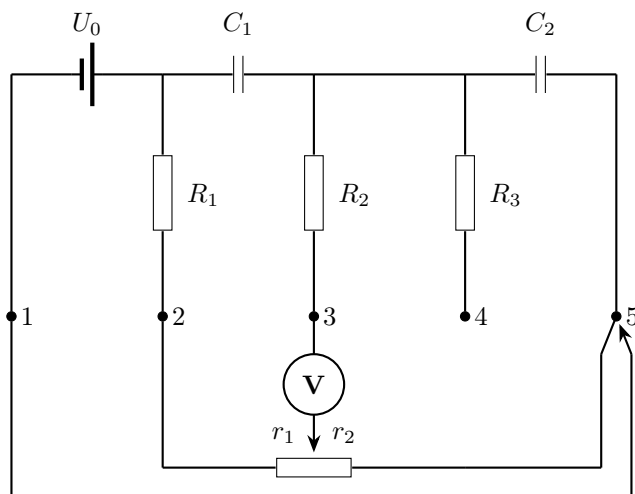 U₀ C₁ C₂
R₁ R₂ R₃
1 2 3 4 5
V
r₁ r₂